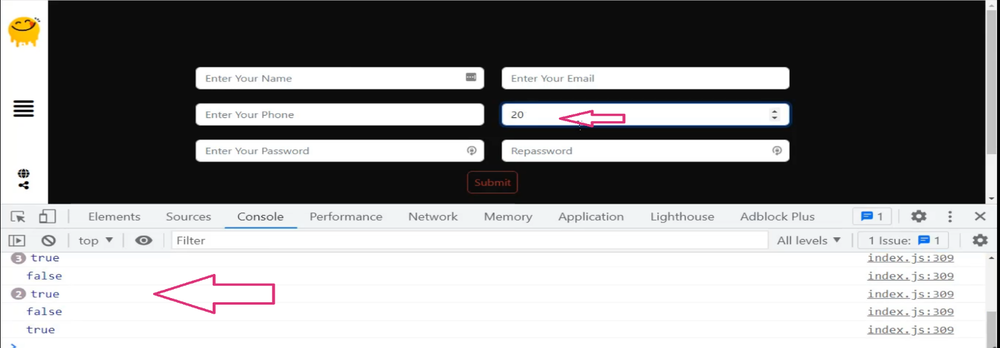 Enter Your Name
Enter Your Email
Enter Your Phone
20
Enter Your Password
Repassword
Submit
Elements Sources Console Performance Network Memory Application Lighthouse Adblock Plus 1
top Filter All levels 1 Issue: 1
3 true index.js:309
false index.js:309
2 true index.js:309
false index.js:309
true index.js:309